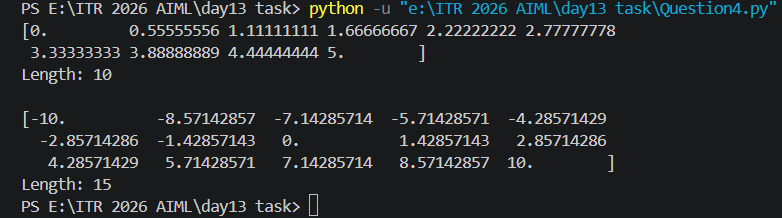 PS E:\ITR 2026 AIML\day13 task> python -u "e:\ITR 2026 AIML\day13 task\Question4.py"
[0.         0.55555556 1.11111111 1.66666667 2.22222222 2.77777778
 3.33333333 3.88888889 4.44444444 5.        ]
Length: 10

[-10.          -8.57142857  -7.14285714  -5.71428571  -4.28571429
  -2.85714286  -1.42857143   0.           1.42857143   2.85714286
   4.28571429   5.71428571   7.14285714   8.57142857  10.        ]
Length: 15
PS E:\ITR 2026 AIML\day13 task>